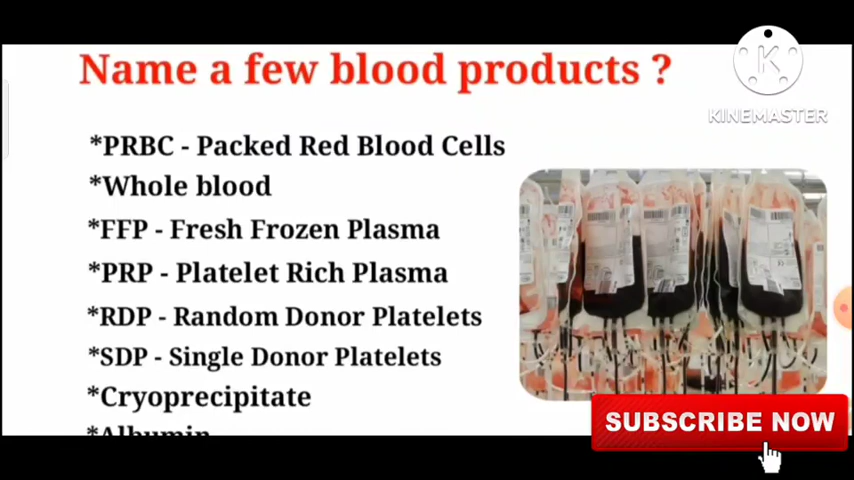 Name a few blood products ?
K
KINEMASTER
*PRBC - Packed Red Blood Cells
*Whole blood
*FFP - Fresh Frozen Plasma
*PRP - Platelet Rich Plasma
*RDP - Random Donor Platelets
*SDP - Single Donor Platelets
*Cryoprecipitate
*Albumin
SUBSCRIBE NOW